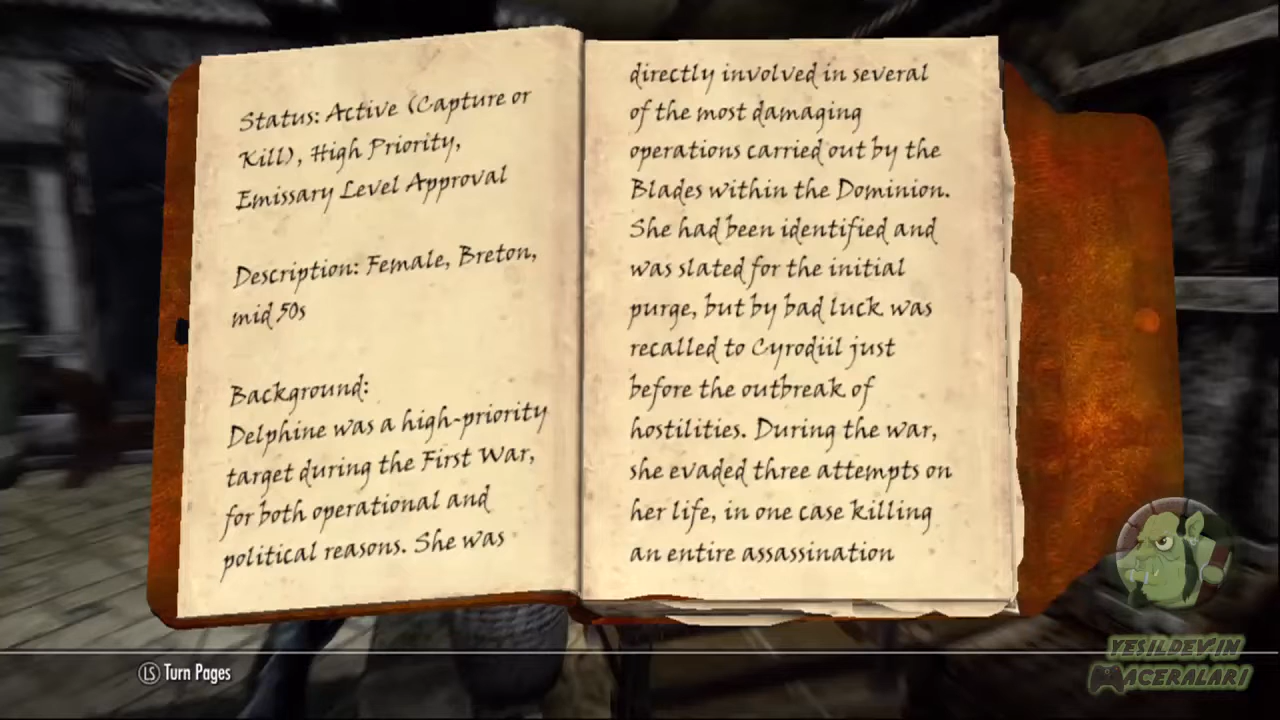 Status: Active (Capture or
Kill), High Priority,
Emissary Level Approval
Description: Female, Breton,
mid 50s
Background:
Delphine was a high-priority
target during the First War,
for both operational and
political reasons. She was
directly involved in several
of the most damaging
operations carried out by the
Blades within the Dominion.
She had been identified and
was slated for the initial
purge, but by bad luck was
recalled to Cyrodiil just
before the outbreak of
hostilities. During the war,
she evaded three attempts on
her life, in one case killing
an entire assassination
LS Turn Pages
YESILDEV'IN
MACERALARI